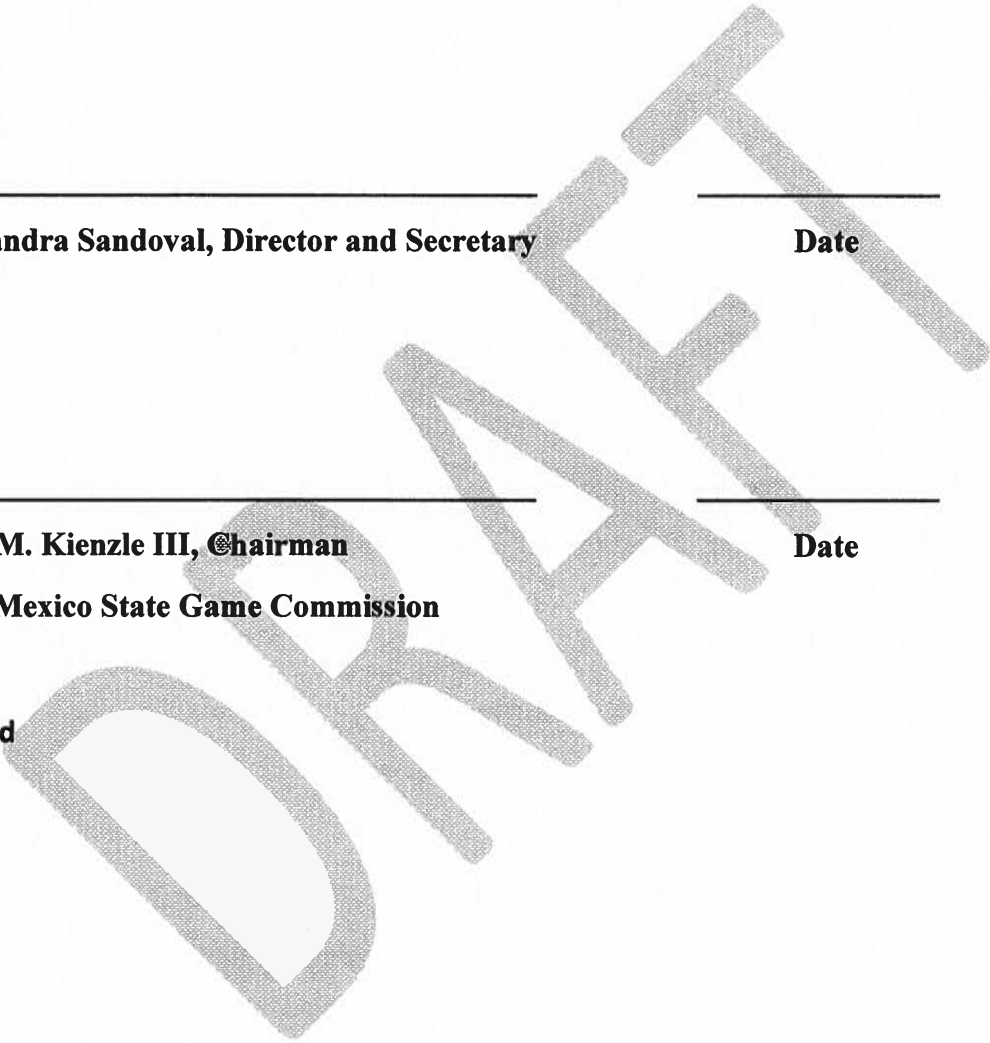 andra Sandoval, Director and Secretary Date
M. Kienzle III, Chairman Date
Mexico State Game Commission
d
DRAFT